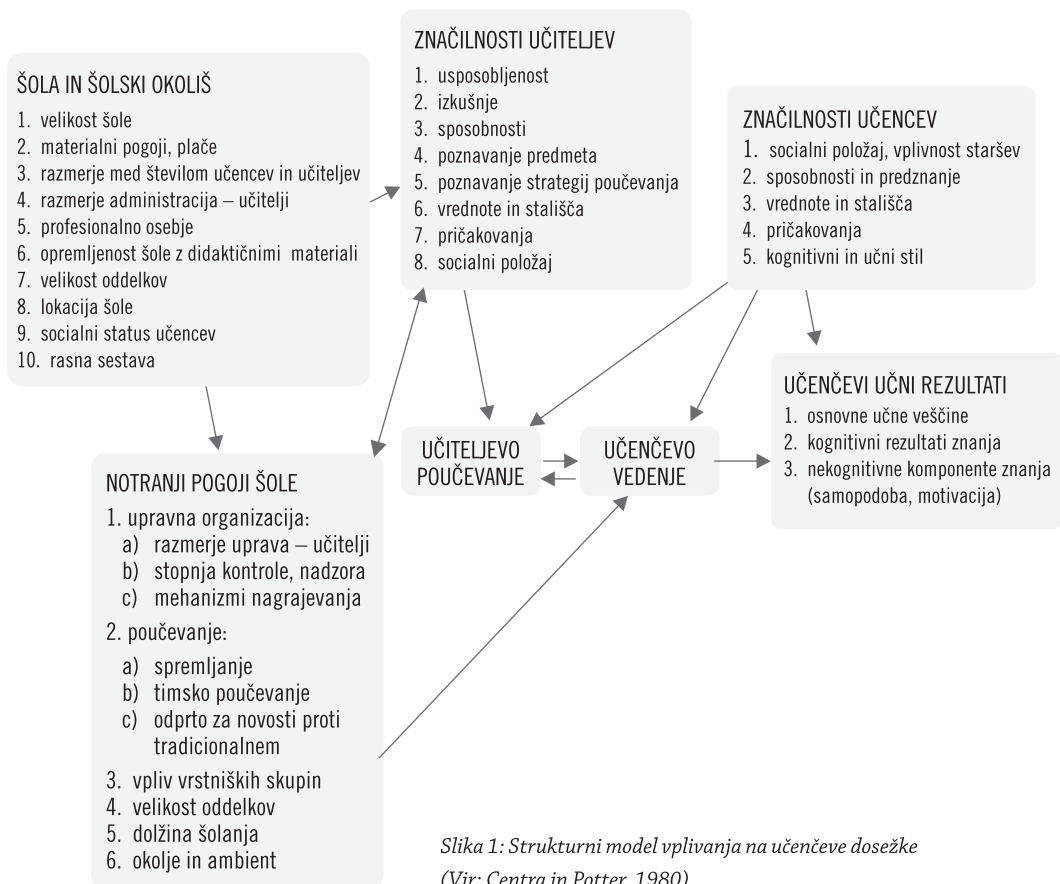 ŠOLA IN ŠOLSKI OKOLIŠ
1. velikost šole
2. materialni pogoji, plače
3. razmerje med številom učencev in učiteljev
4. razmerje administracija – učitelji
5. profesionalno osebje
6. opremljenost šole z didaktičnimi materiali
7. velikost oddelkov
8. lokacija šole
9. socialni status učencev
10. rasna sestava
ZNAČILNOSTI UČITELJEV
1. usposobljenost
2. izkušnje
3. sposobnosti
4. poznavanje predmeta
5. poznavanje strategij poučevanja
6. vrednote in stališča
7. pričakovanja
8. socialni položaj
ZNAČILNOSTI UČENCEV
1. socialni položaj, vplivnost staršev
2. sposobnosti in predznanje
3. vrednote in stališča
4. pričakovanja
5. kognitivni in učni stil
UČITELJEVO
POUČEVANJE
UČENČEVO
VEDENJE
UČENČEVI UČNI REZULTATI
1. osnovne učne veščine
2. kognitivni rezultati znanja
3. nekognitivne komponente znanja
(samopodoba, motivacija)
NOTRANJI POGOJI ŠOLE
1. upravna organizacija:
a) razmerje uprava – učitelji
b) stopnja kontrole, nadzora
c) mehanizmi nagrajevanja
2. poučevanje:
a) spremljanje
b) timsko poučevanje
c) odprto za novosti proti
tradicionalnem
3. vpliv vrstniških skupin
4. velikost oddelkov
5. dolžina šolanja
6. okolje in ambient
Slika 1: Strukturni model vplivanja na učenčeve dosežke
(Vir: Centra in Potter, 1980)